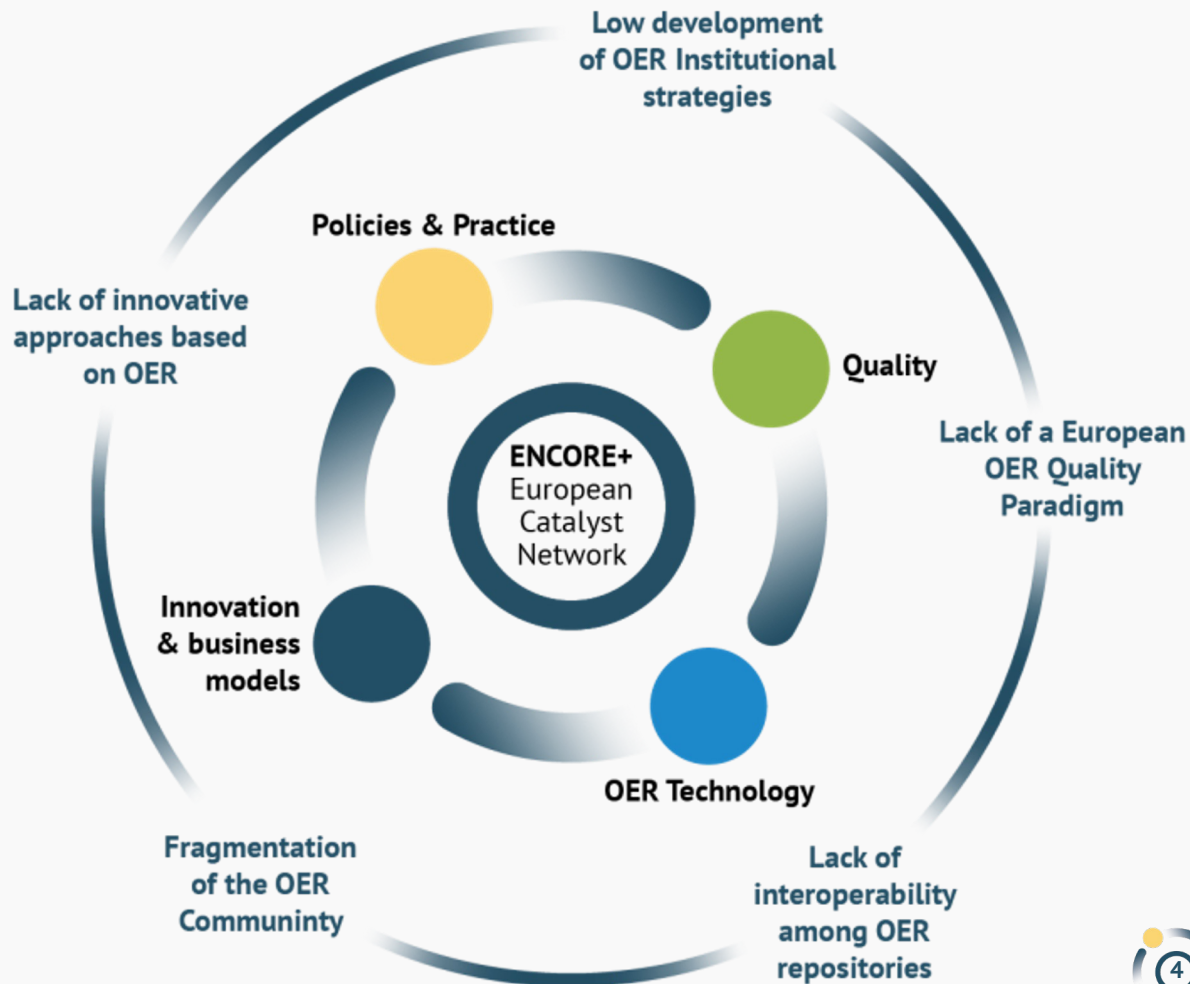 Low development
of OER Institutional
strategies
Policies & Practice
Lack of innovative
approaches based
on OER
Quality
Lack of a European
OER Quality
Paradigm
ENCORE+
European
Catalyst
Network
Innovation
& business
models
OER Technology
Fragmentation
of the OER
Communinty
Lack of
interoperability
among OER
repositories
4